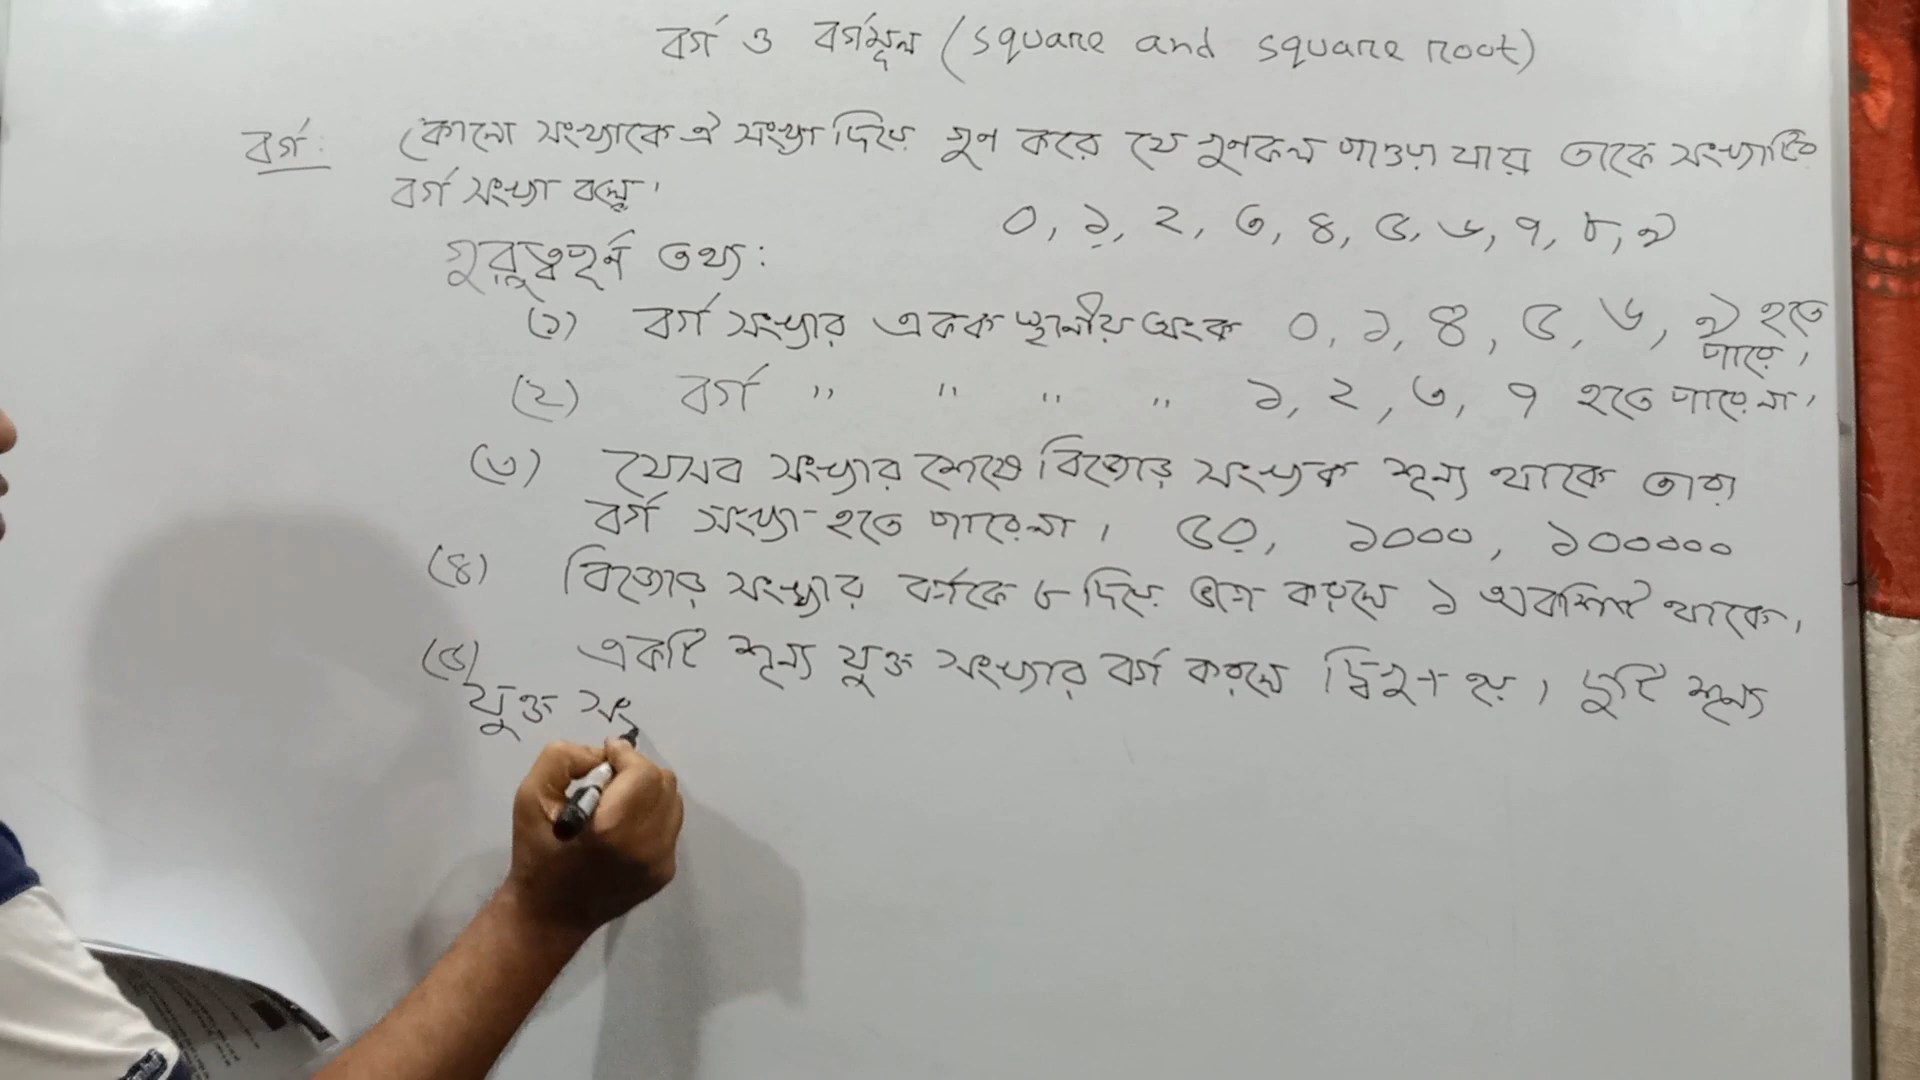 বর্গ ও বর্গমূল (square and square root)
বর্গ: কোনো সংখ্যাকে ঐ সংখ্যা দিয়ে গুণ করে যে গুণফল পাওয়া যায় তাকে সংখ্যাটির
বর্গ সংখ্যা বলে।
০, ১, ২, ৩, ৪, ৫, ৬, ৭, ৮, ৯
গুরুত্বপূর্ন তথ্য:
(১) বর্গ সংখ্যার একক স্থানীয় অংক ০, ১, ৪, ৫, ৬, ৯ হতে
পারে।
(২) বর্গ " " " " ১, ২, ৩, ৭ হতে পারে না।
(৩) যেসব সংখ্যার শেষে বিজোড় সংখ্যক শূন্য থাকে তারা
বর্গ সংখ্যা হতে পারে না। ৫০, ১০০০, ১০০০০০
(৪) বিজোড় সংখ্যার বর্গকে ৮ দিয়ে ভাগ করলে ১ অবশিষ্ট থাকে।
(৫) একটি শূন্য যুক্ত সংখ্যার বর্গ করলে দ্বিগুণ হয়। দুটি শূন্য
যুক্ত সং